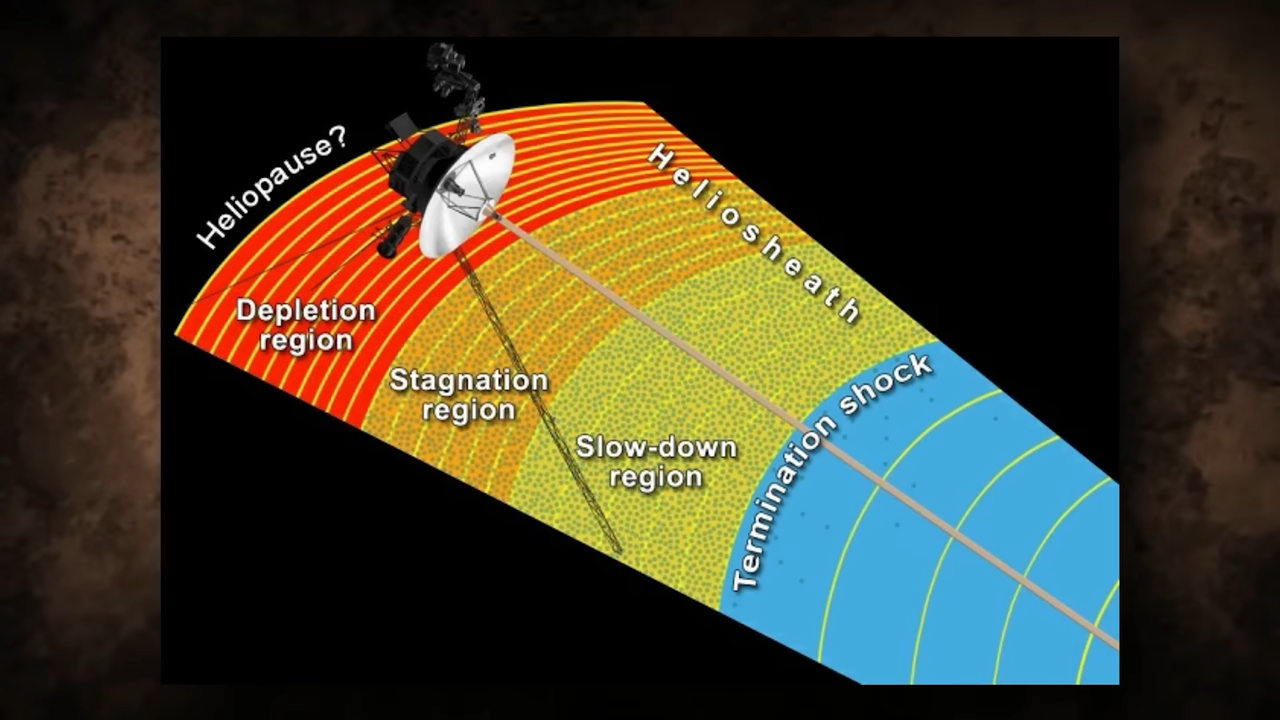 Heliopause?
Heliosheath
Depletion
region
Stagnation
region
Slow-down
region
Termination shock